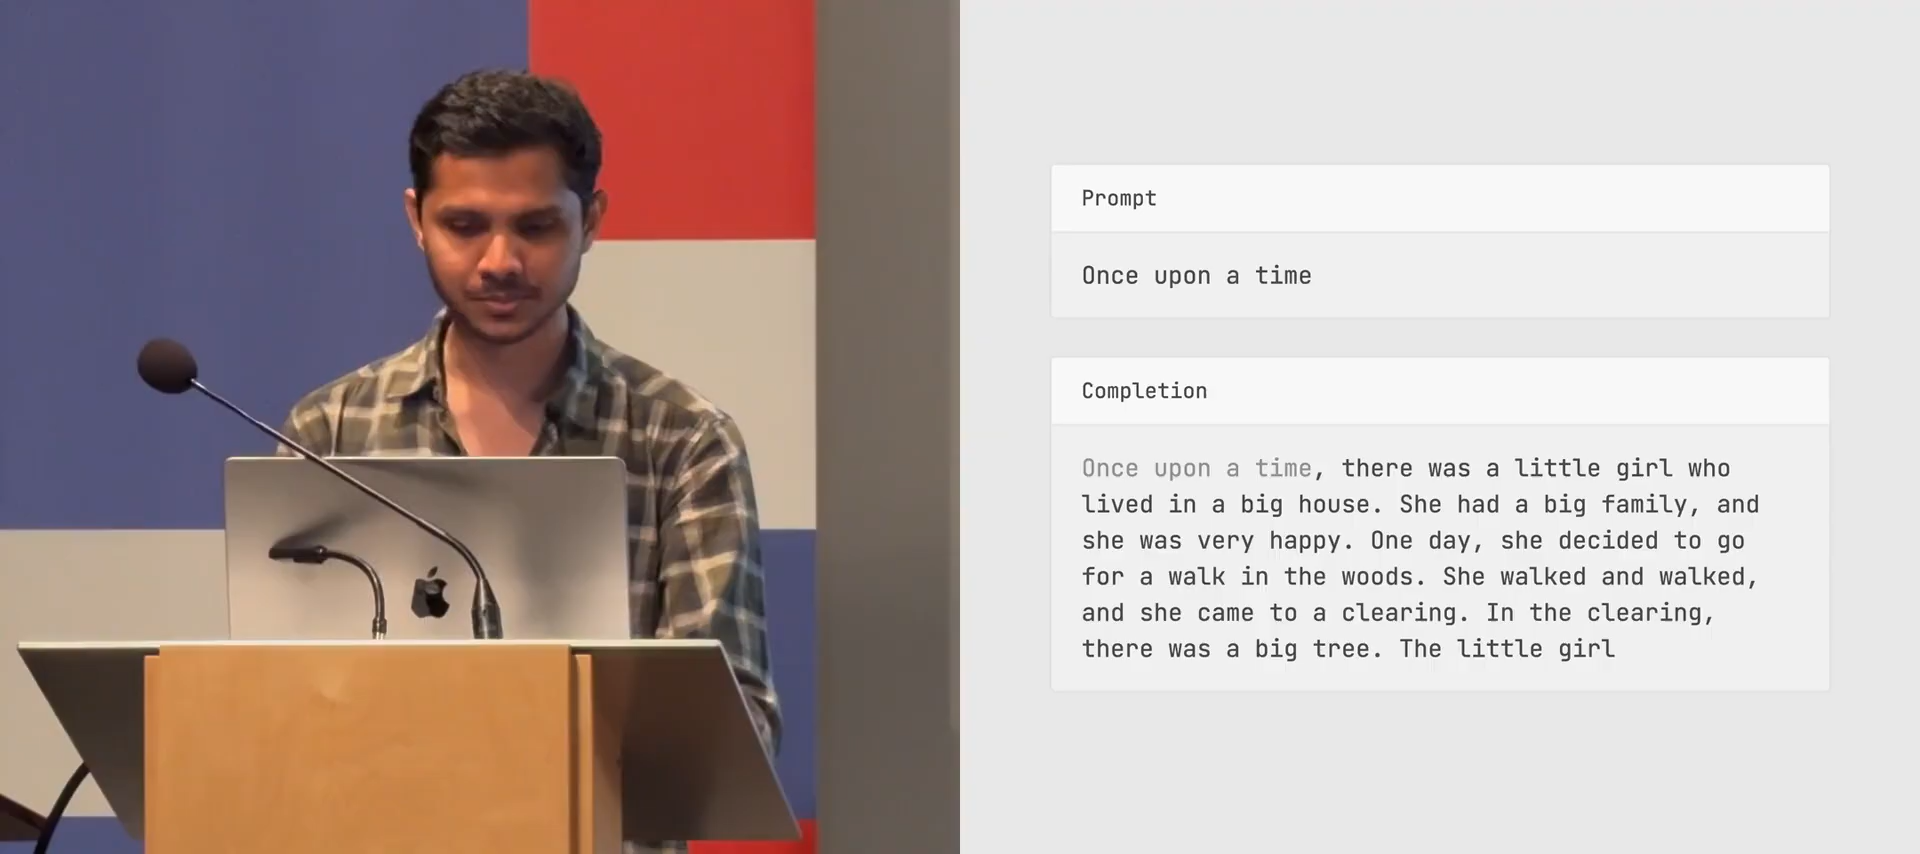 Prompt
Once upon a time
Completion
Once upon a time, there was a little girl who
lived in a big house. She had a big family, and
she was very happy. One day, she decided to go
for a walk in the woods. She walked and walked,
and she came to a clearing. In the clearing,
there was a big tree. The little girl